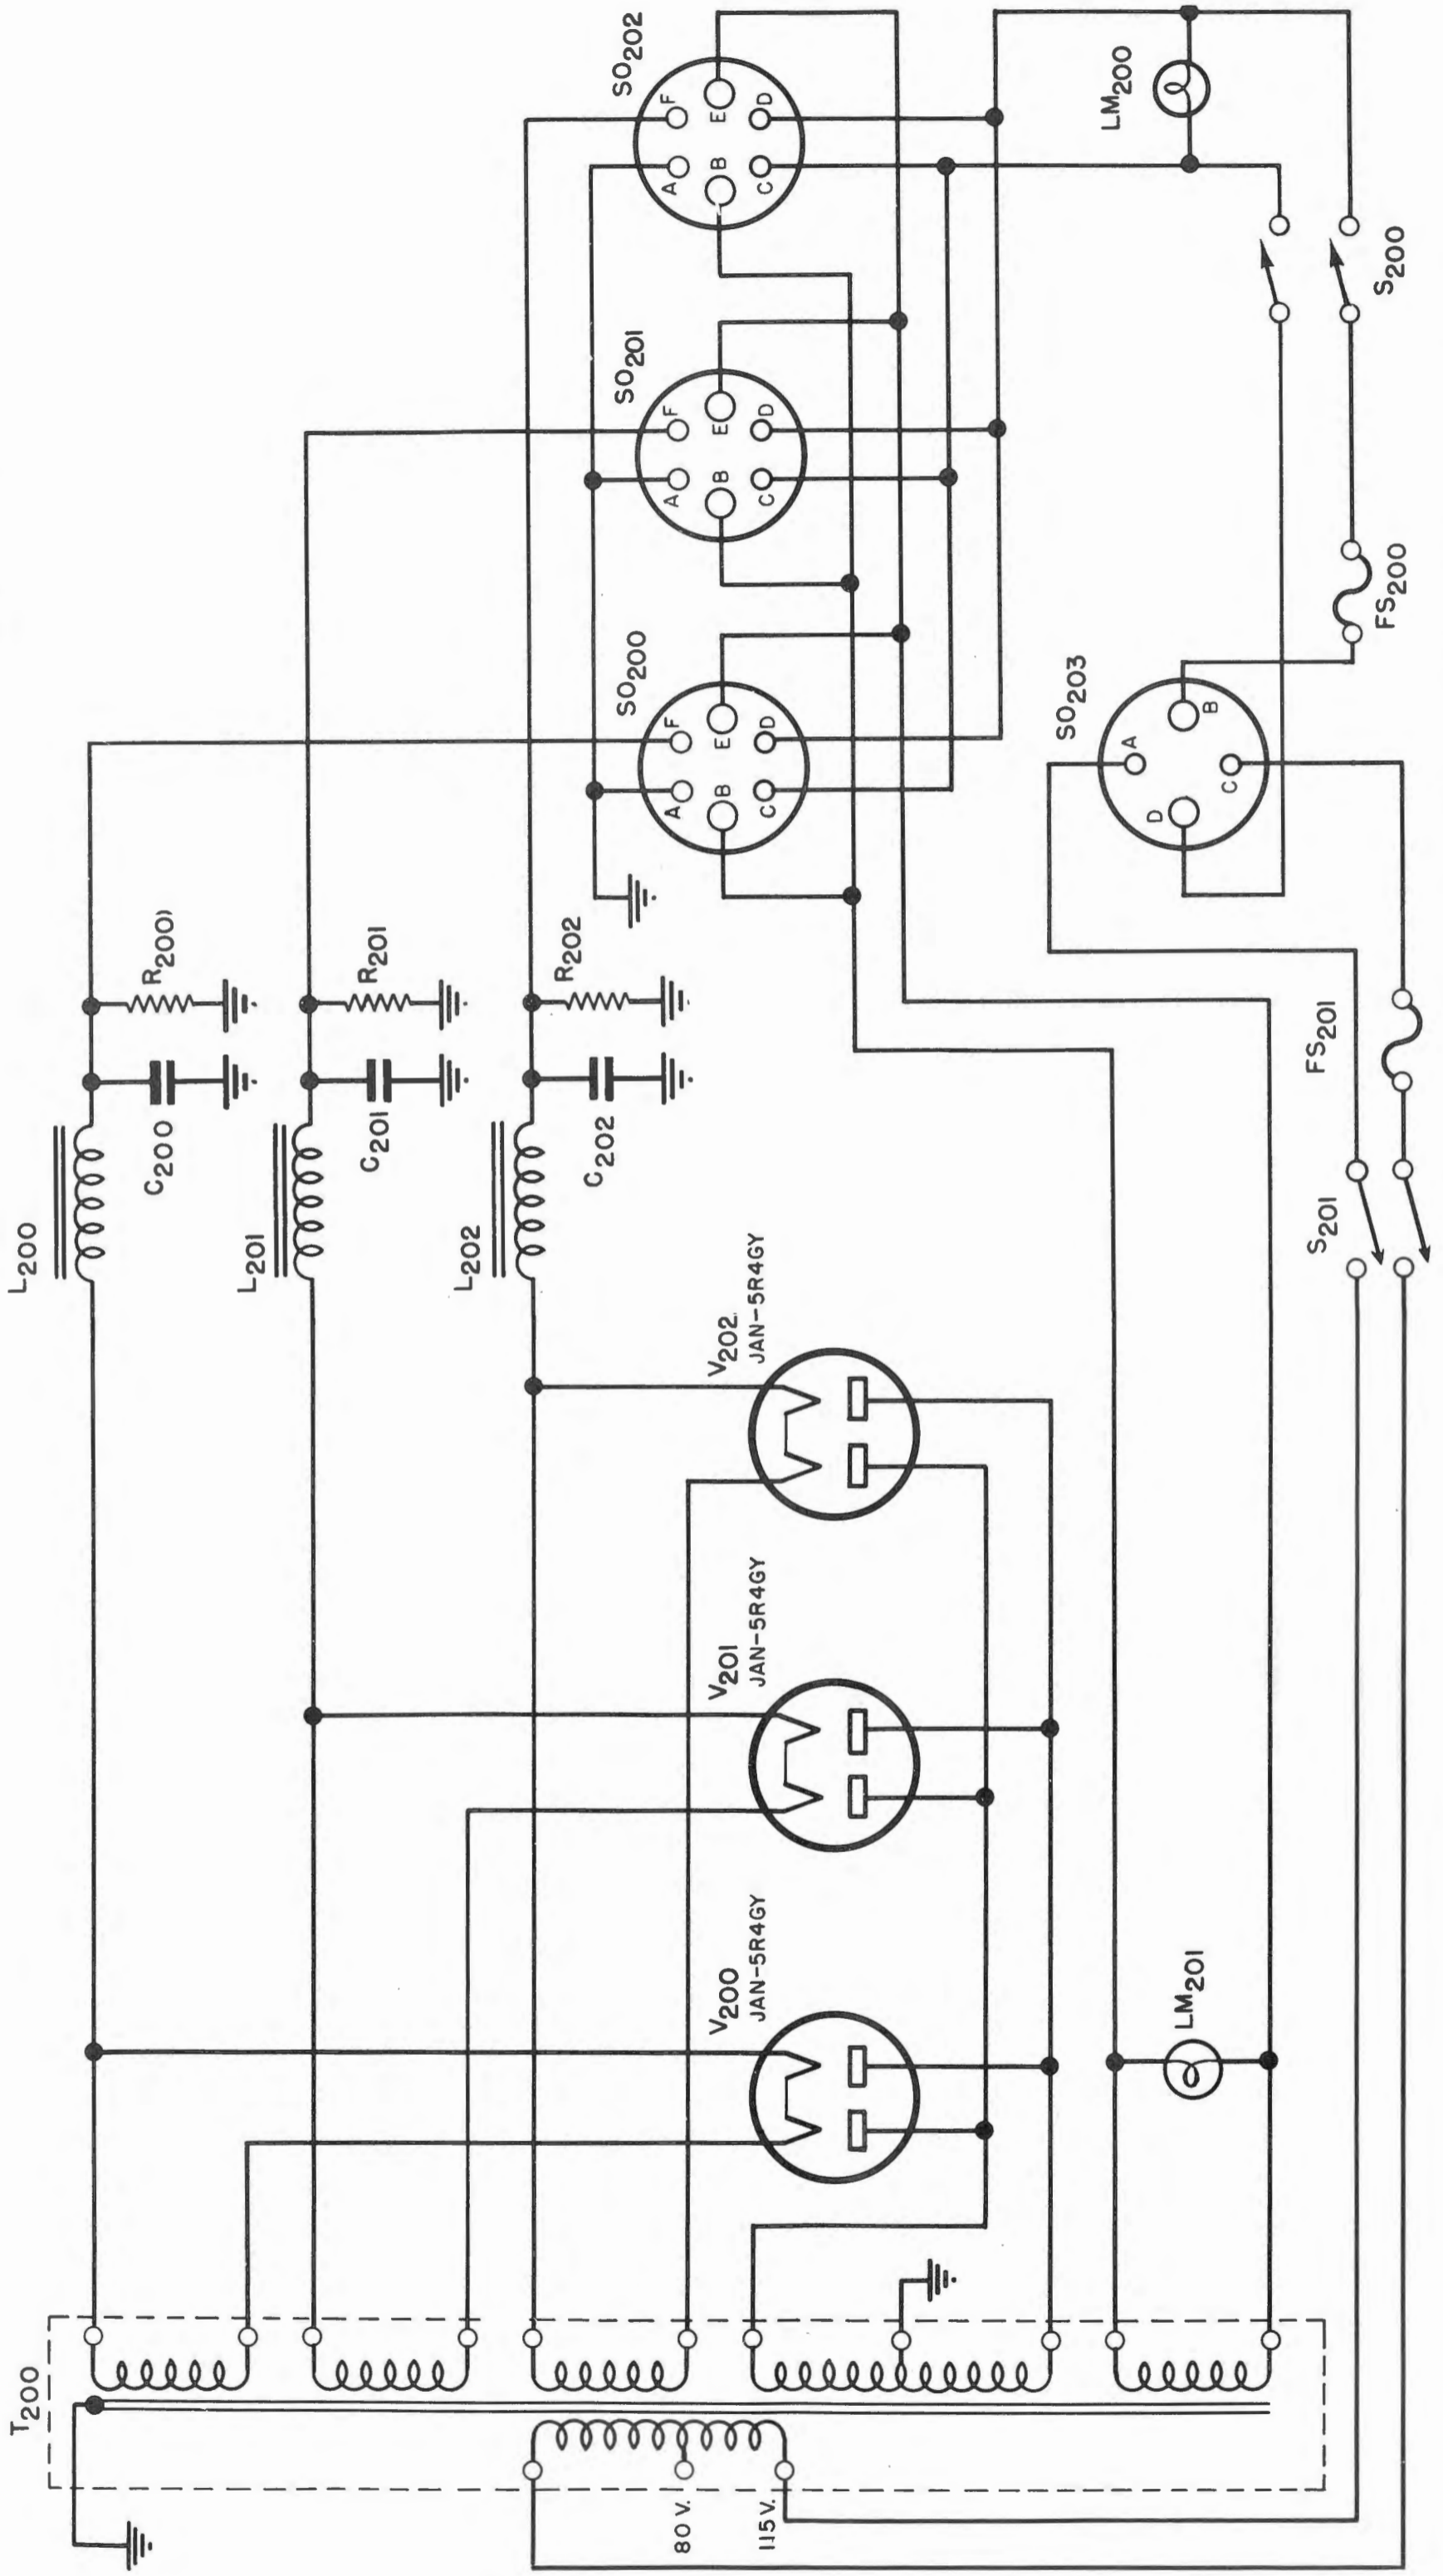 T200
80 V.
115 V.
L200
C200
R200)
L201
C201
R201
L202
C202
R202
V200
JAN-5R4GY
V201
JAN-5R4GY
V202
JAN-5R4GY
LM201
SO200
A
F
B
E
C
D
SO201
A
F
B
E
C
D
SO202
A
F
B
E
C
D
SO203
A
D
B
C
S201
FS201
FS200
S200
LM200